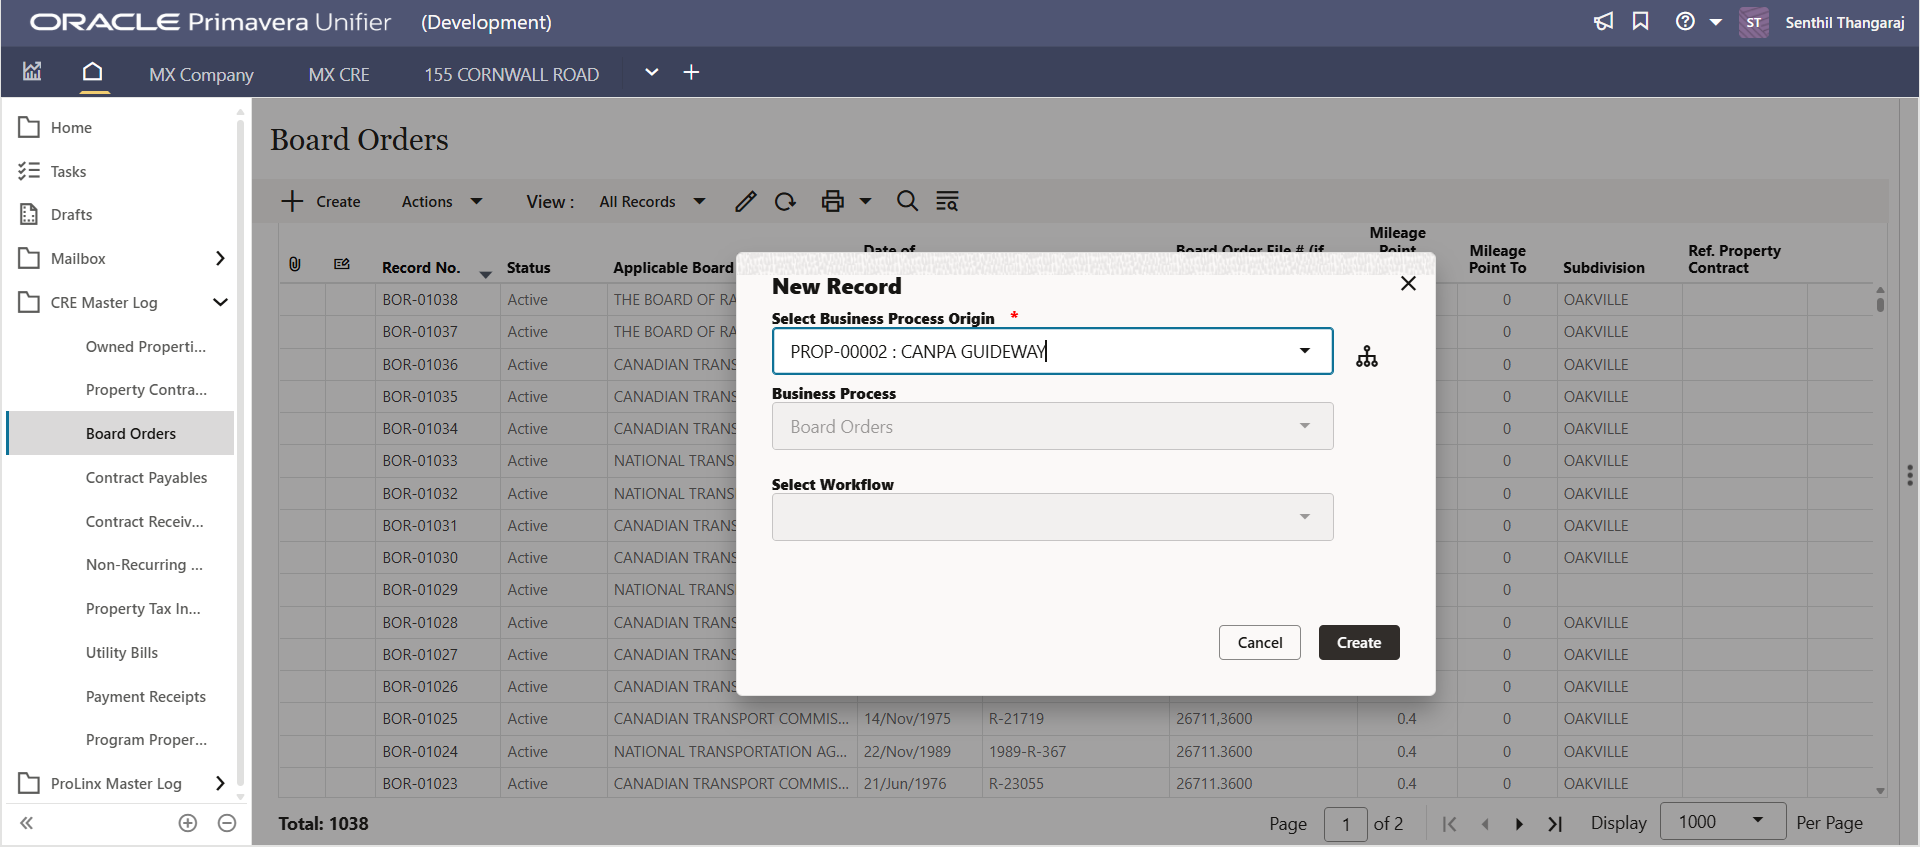 ORACLE Primavera Unifier (Development)
ST Senthil Thangaraj
MX Company MX CRE 155 CORNWALL ROAD
Home
Tasks
Drafts
Mailbox
CRE Master Log
Owned Properti...
Property Contra...
Board Orders
Contract Payables
Contract Receiv...
Non-Recurring ...
Property Tax In...
Utility Bills
Payment Receipts
Program Proper...
ProLinx Master Log
Board Orders
Create Actions View : All Records
Record No. Status Applicable Board Date of Board Order File # (if Mileage Point Mileage Point To Subdivision Ref. Property Contract
BOR-01038 Active THE BOARD OF RA 0 OAKVILLE
BOR-01037 Active THE BOARD OF RA 0 OAKVILLE
BOR-01036 Active CANADIAN TRANS 0 OAKVILLE
BOR-01035 Active CANADIAN TRANS 0 OAKVILLE
BOR-01034 Active CANADIAN TRANS 0 OAKVILLE
BOR-01033 Active NATIONAL TRANS 0 OAKVILLE
BOR-01032 Active NATIONAL TRANS 0 OAKVILLE
BOR-01031 Active CANADIAN TRANS 0 OAKVILLE
BOR-01030 Active CANADIAN TRANS 0 OAKVILLE
BOR-01029 Active NATIONAL TRANS 0
BOR-01028 Active CANADIAN TRANS 0 OAKVILLE
BOR-01027 Active CANADIAN TRANS 0 OAKVILLE
BOR-01026 Active CANADIAN TRANS 0 OAKVILLE
BOR-01025 Active CANADIAN TRANSPORT COMMIS... 14/Nov/1975 R-21719 26711,3600 0.4 0 OAKVILLE
BOR-01024 Active NATIONAL TRANSPORTATION AG... 22/Nov/1989 1989-R-367 26711.3600 0.4 0 OAKVILLE
BOR-01023 Active CANADIAN TRANSPORT COMMIS... 21/Jun/1976 R-23055 26711.3600 0.4 0 OAKVILLE
Total: 1038 Page 1 of 2 Display 1000 Per Page
New Record
Select Business Process Origin *
PROP-00002 : CANPA GUIDEWAY
Business Process
Board Orders
Select Workflow
Cancel Create